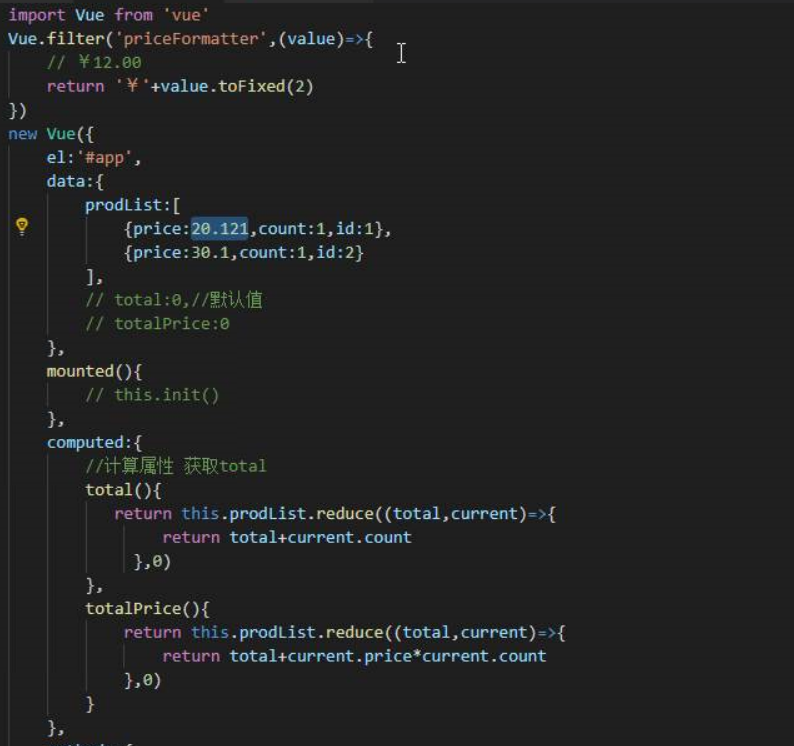 import Vue from 'vue'
Vue.filter('priceFormatter',(value)=>{
    // ￥12.00
    return '￥'+value.toFixed(2)
})
new Vue({
    el:'#app',
    data:{
        prodList:[
            {price:20.121,count:1,id:1},
            {price:30.1,count:1,id:2}
        ],
        // total:0,//默认值
        // totalPrice:0
    },
    mounted(){
        // this.init()
    },
    computed:{
        //计算属性 获取total
        total(){
           return this.prodList.reduce((total,current)=>{
                return total+current.count
             },0)
        },
        totalPrice(){
            return this.prodList.reduce((total,current)=>{
                return total+current.price*current.count
            },0)
        }
    },